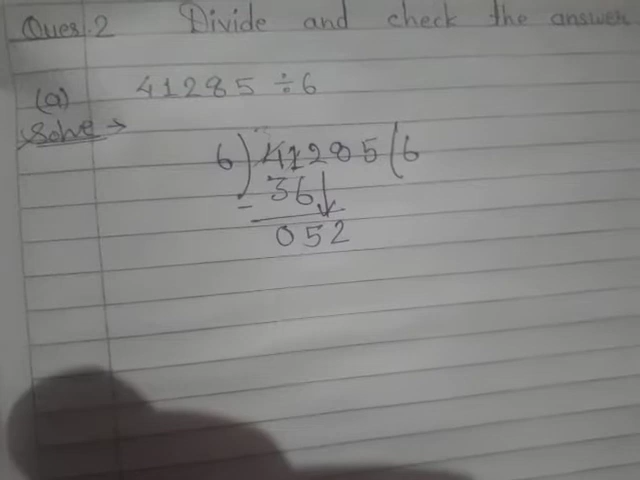 Ques. 2 Divide and check the answer
(a) 41285 ÷ 6
Solve →
6 ) 41285 ( 6
- 36 ↓
052